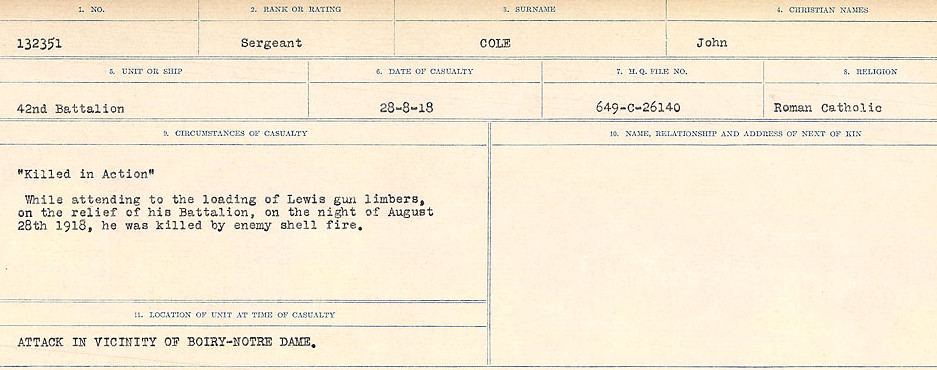 1. NO.
2. RANK OR RATING
3. SURNAME
4. CHRISTIAN NAMES
132351
Sergeant
COLE
John
5. UNIT OR SHIP
6. DATE OF CASUALTY
7. H. Q. FILE NO.
8. RELIGION
42nd Battalion
28-8-18
649-C-26140
Roman Catholic
9. CIRCUMSTANCES OF CASUALTY
10. NAME, RELATIONSHIP AND ADDRESS OF NEXT OF KIN
"Killed in Action"
While attending to the loading of Lewis gun limbers,
on the relief of his Battalion, on the night of August
28th 1918, he was killed by enemy shell fire.
11. LOCATION OF UNIT AT TIME OF CASUALTY
ATTACK IN VICINITY OF BOIRY-NOTRE DAME.